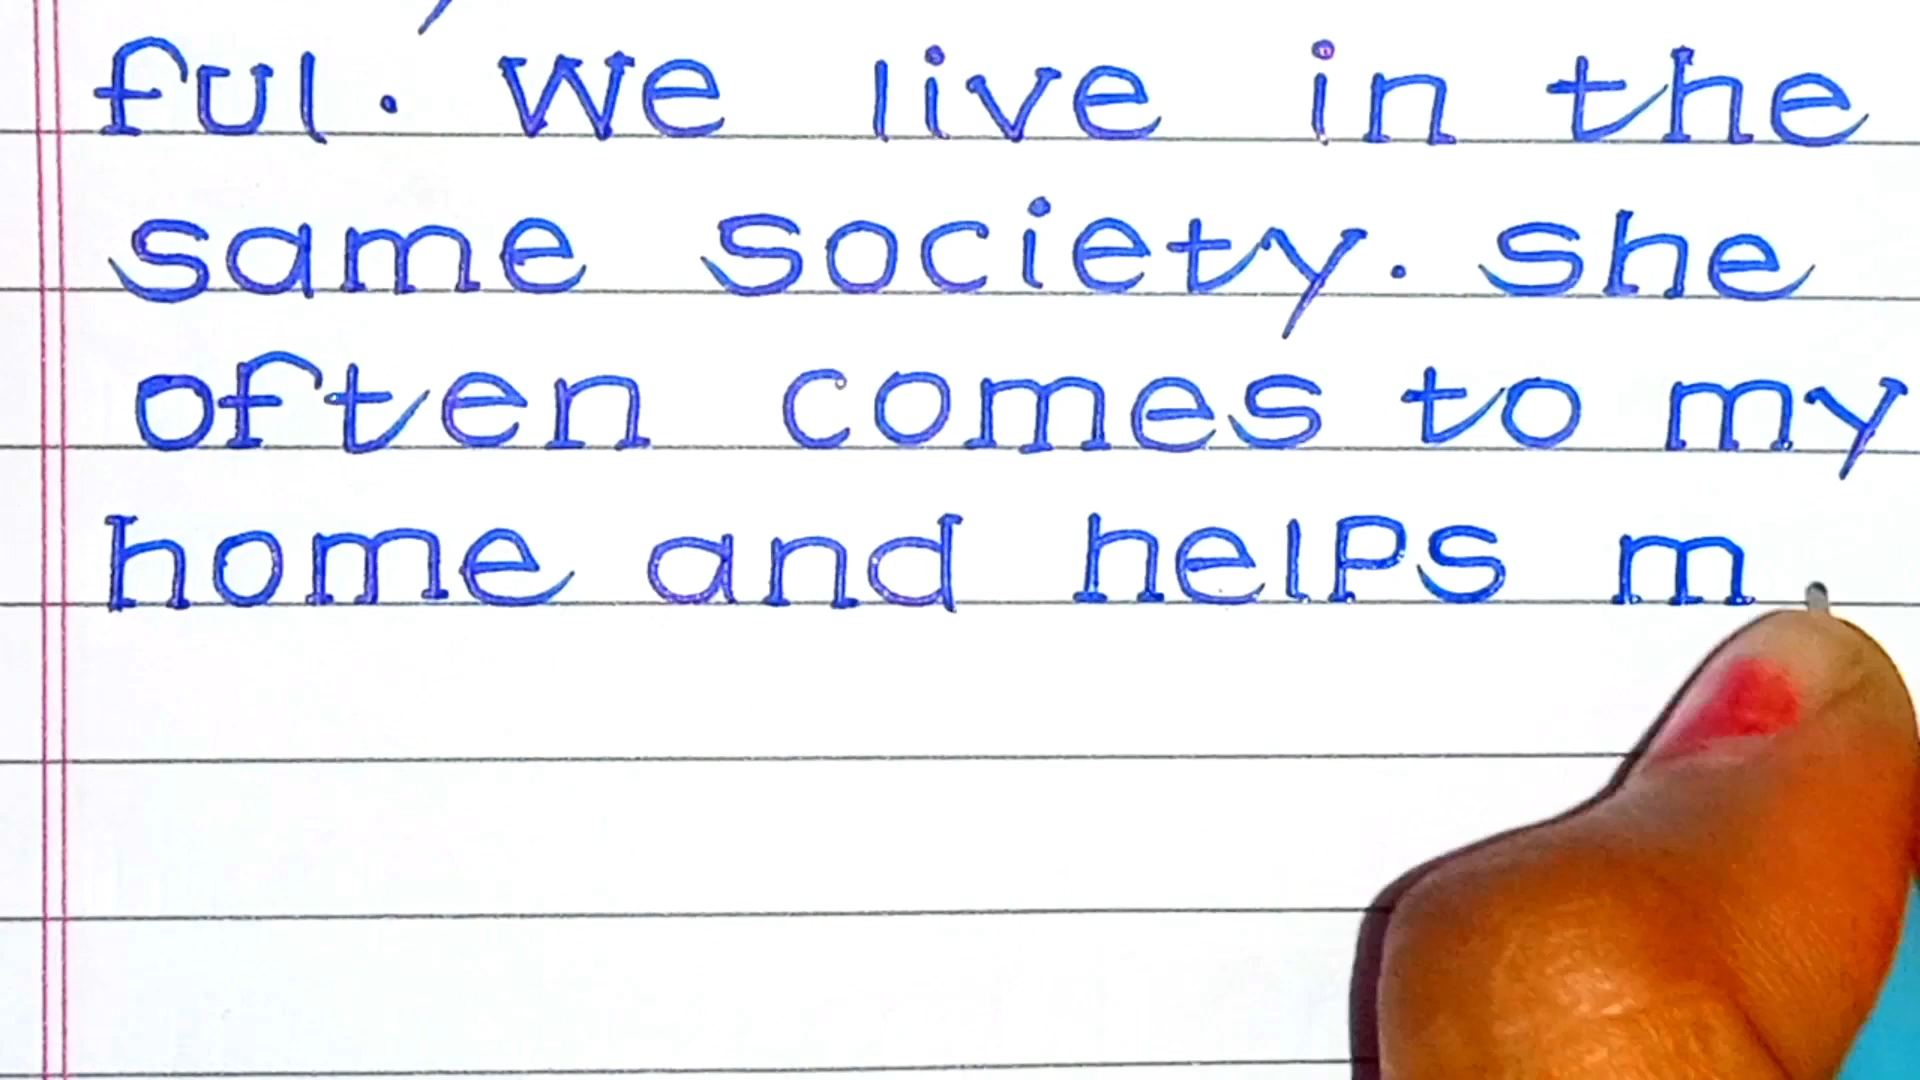 ful. We live in the
same society. she
often comes to my
home and helps m